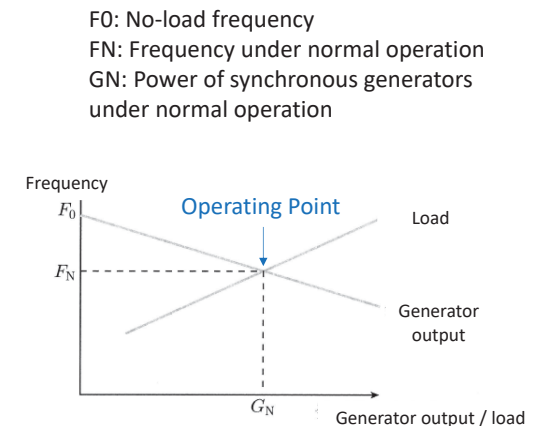 F0: No-load frequency
FN: Frequency under normal operation
GN: Power of synchronous generators
under normal operation
Frequency
F0
Operating Point
Load
FN
Generator
output
GN
Generator output / load